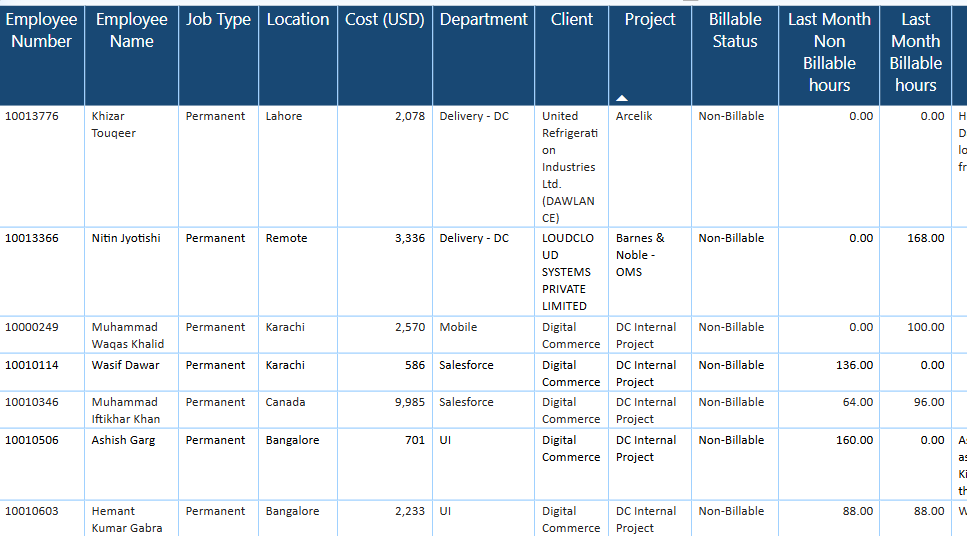 Employee Number Employee Name Job Type Location Cost (USD) Department Client Project Billable Status Last Month Non Billable hours Last Month Billable hours
10013776 Khizar Touqeer Permanent Lahore 2,078 Delivery - DC United Refrigerati on Industries Ltd. (DAWLAN CE) Arcelik Non-Billable 0.00 0.00 H D lo fr
10013366 Nitin Jyotishi Permanent Remote 3,336 Delivery - DC LOUDCLO UD SYSTEMS PRIVATE LIMITED Barnes & Noble - OMS Non-Billable 0.00 168.00
10000249 Muhammad Waqas Khalid Permanent Karachi 2,570 Mobile Digital Commerce DC Internal Project Non-Billable 0.00 100.00
10010114 Wasif Dawar Permanent Karachi 586 Salesforce Digital Commerce DC Internal Project Non-Billable 136.00 0.00
10010346 Muhammad Iftikhar Khan Permanent Canada 9,985 Salesforce Digital Commerce DC Internal Project Non-Billable 64.00 96.00
10010506 Ashish Garg Permanent Bangalore 701 UI Digital Commerce DC Internal Project Non-Billable 160.00 0.00 As as Ki th
10010603 Hemant Kumar Gabra Permanent Bangalore 2,233 UI Digital Commerce DC Internal Project Non-Billable 88.00 88.00 W